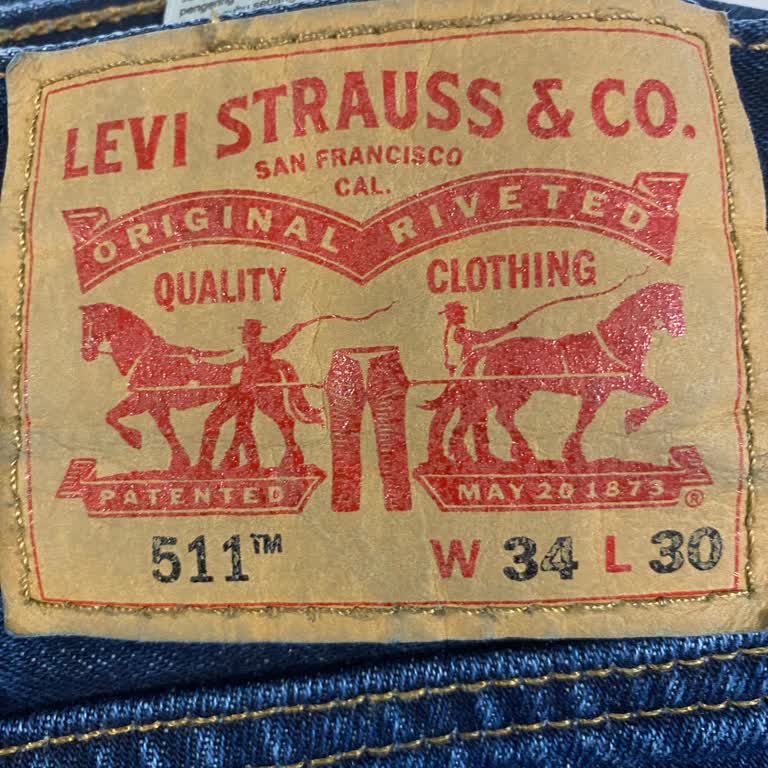 LEVI STRAUSS & CO.
SAN FRANCISCO
CAL.
ORIGINAL RIVETED
QUALITY CLOTHING
PATENTED MAY 20 1873 ®
511™ W 34 L 30